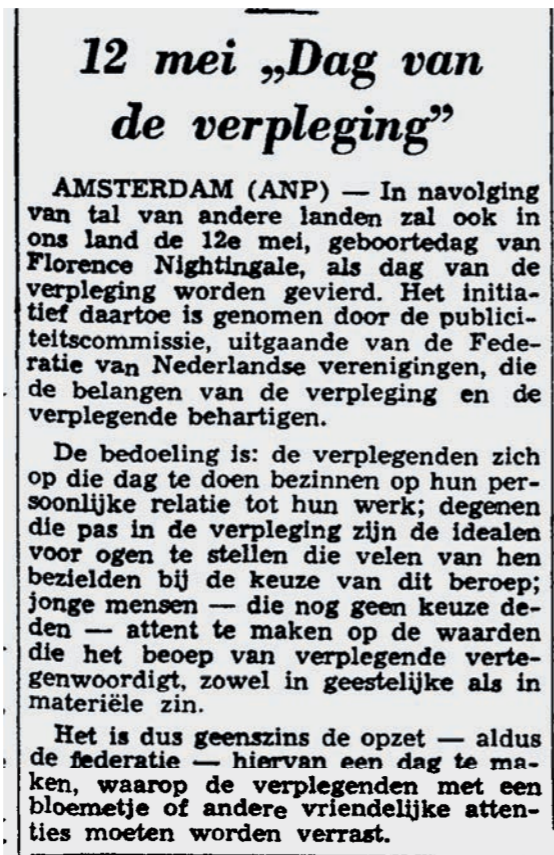 12 mei „Dag van
de verpleging”
AMSTERDAM (ANP) — In navolging
van tal van andere landen zal ook in
ons land de 12e mei, geboortedag van
Florence Nightingale, als dag van de
verpleging worden gevierd. Het initia-
tief daartoe is genomen door de publici-
teitscommissie, uitgaande van de Fede-
ratie van Nederlandse verenigingen, die
de belangen van de verpleging en de
verplegende behartigen.
De bedoeling is: de verplegenden zich
op die dag te doen bezinnen op hun per-
soonlijke relatie tot hun werk; degenen
die pas in de verpleging zijn de idealen
voor ogen te stellen die velen van hen
bezielden bij de keuze van dit beroep;
jonge mensen — die nog geen keuze de-
den — attent te maken op de waarden
die het beoep van verplegende verte-
genwoordigt, zowel in geestelijke als in
materiële zin.
Het is dus geenszins de opzet — aldus
de federatie — hiervan een dag te ma-
ken, waarop de verplegenden met een
bloemetje of andere vriendelijke atten-
ties moeten worden verrast.